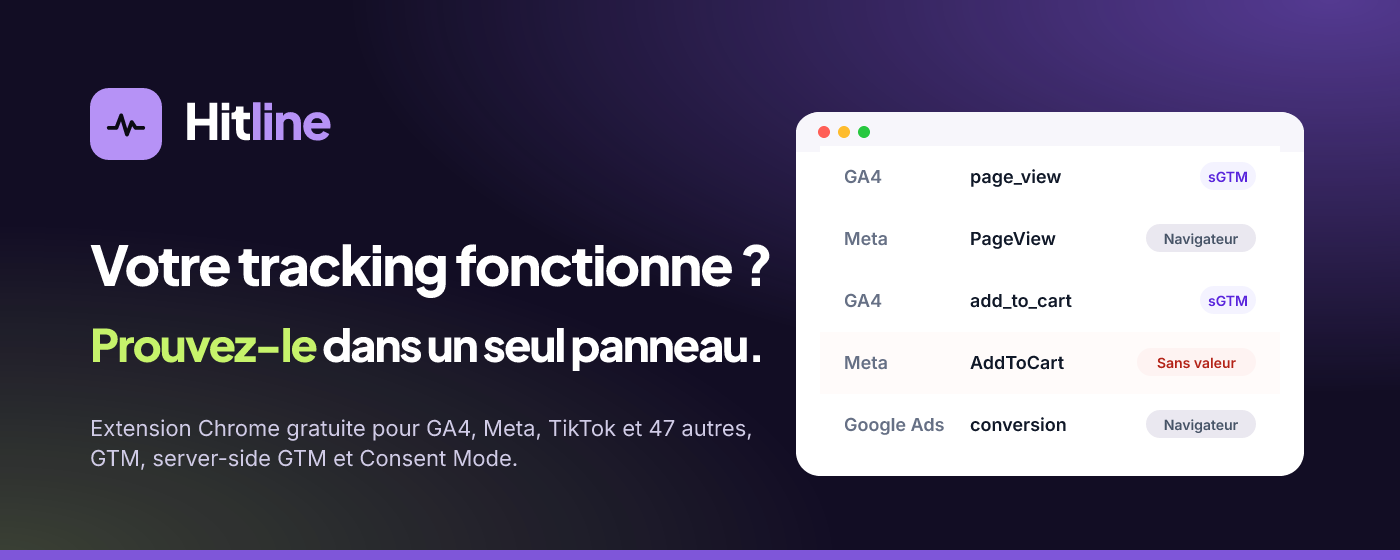 Hitline
Votre tracking fonctionne ?
Prouvez-le dans un seul panneau.
Extension Chrome gratuite pour GA4, Meta, TikTok et 47 autres,
GTM, server-side GTM et Consent Mode.
GA4 page_view sGTM
Meta PageView Navigateur
GA4 add_to_cart sGTM
Meta AddToCart Sans valeur
Google Ads conversion Navigateur